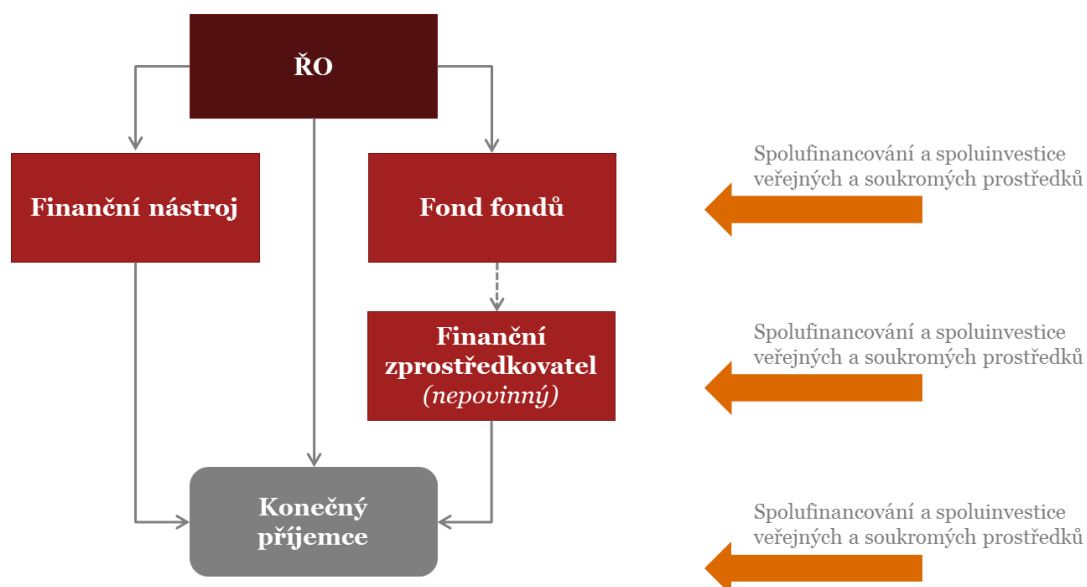 ŘO
Finanční nástroj
Fond fondů
Spolufinancování a spoluinvestice
veřejných a soukromých prostředků
Finanční
zprostředkovatel
(nepovinný)
Spolufinancování a spoluinvestice
veřejných a soukromých prostředků
Konečný
příjemce
Spolufinancování a spoluinvestice
veřejných a soukromých prostředků